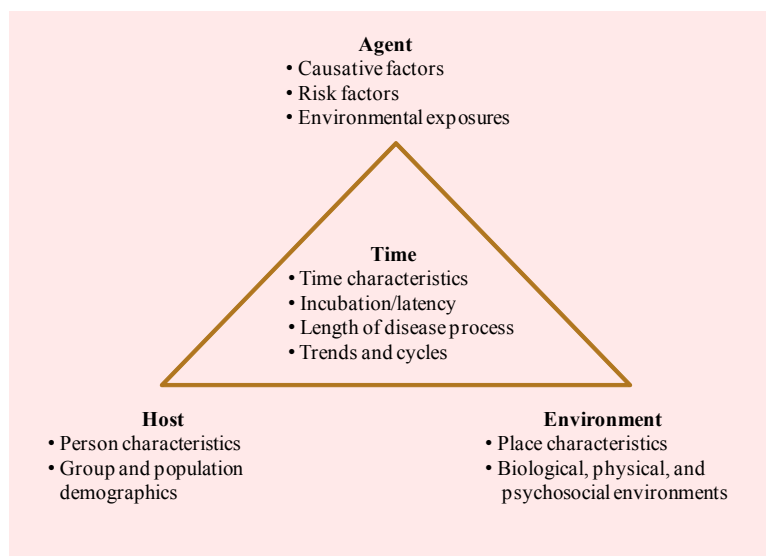 Agent
• Causative factors
• Risk factors
• Environmental exposures
Time
• Time characteristics
• Incubation/latency
• Length of disease process
• Trends and cycles
Host
• Person characteristics
• Group and population
demographics
Environment
• Place characteristics
• Biological, physical, and
psychosocial environments